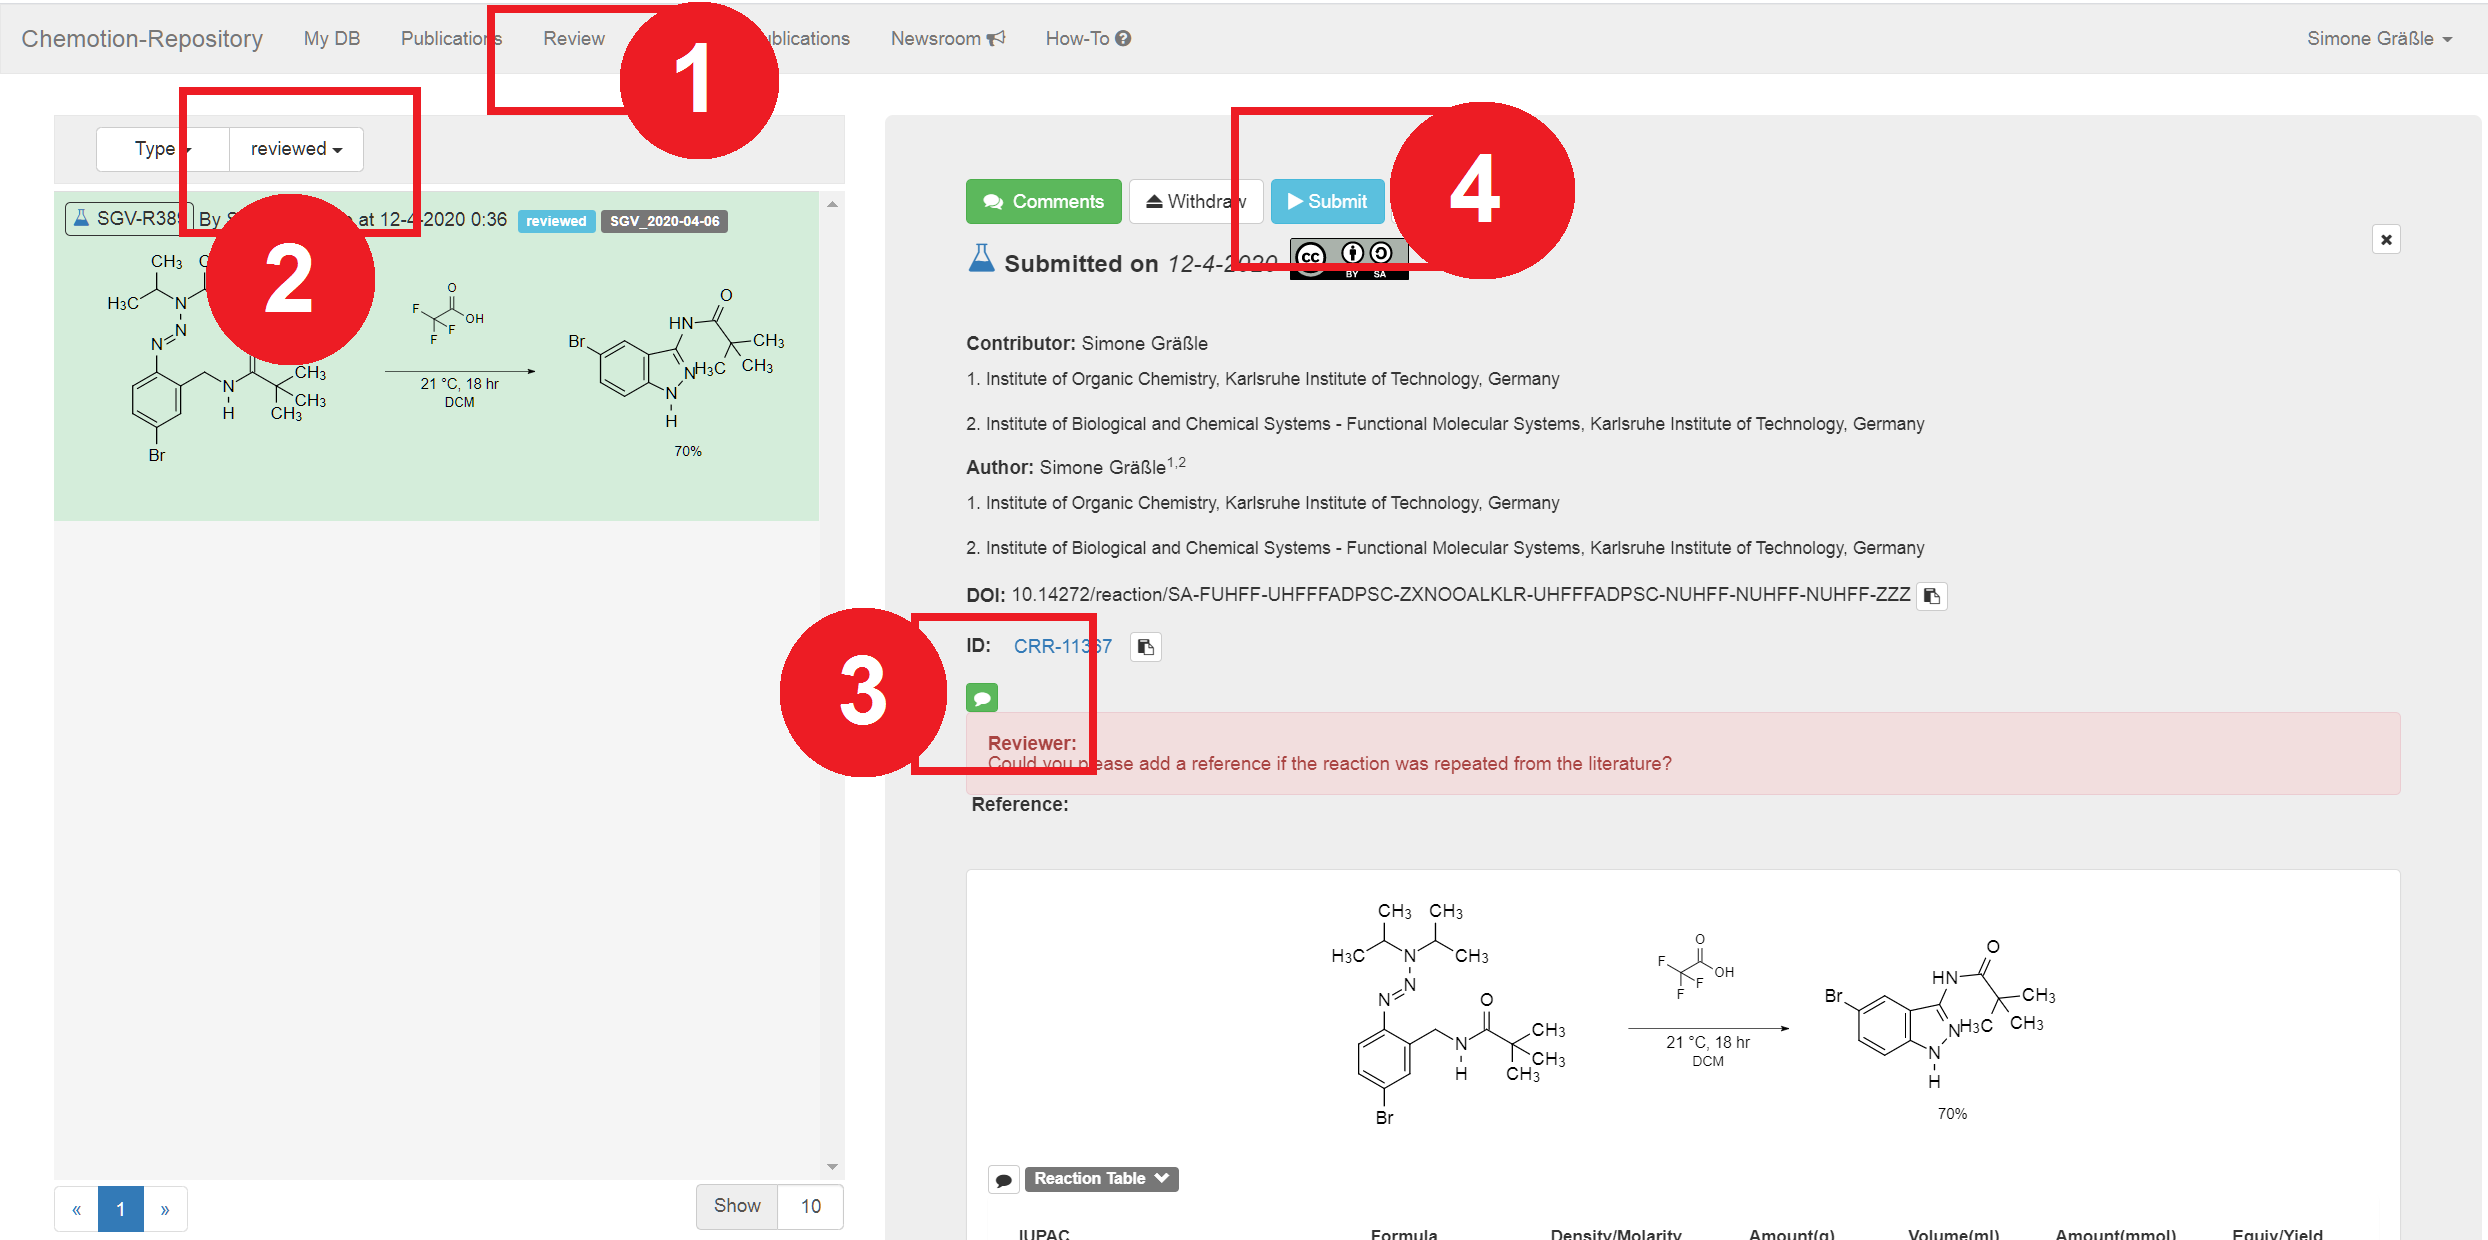 Chemotion-Repository My DB Publications Review Newsroom How-To Simone Gräßle
1
Type reviewed
SGV-R38 By at 12-4-2020 0:36 reviewed SGV_2020-04-06
2
CH3
H3C N
N
N
Br
N
H
CH3
CH3
CH3
O
F OH
F F
21 °C, 18 hr
DCM
O
HN
Br CH3
N H3C CH3
N
H
70%
« 1 » Show 10
Comments Withdraw Submit
4
Submitted on 12-4-2020 cc BY SA
Contributor: Simone Gräßle
1. Institute of Organic Chemistry, Karlsruhe Institute of Technology, Germany
2. Institute of Biological and Chemical Systems - Functional Molecular Systems, Karlsruhe Institute of Technology, Germany
Author: Simone Gräßle1,2
1. Institute of Organic Chemistry, Karlsruhe Institute of Technology, Germany
2. Institute of Biological and Chemical Systems - Functional Molecular Systems, Karlsruhe Institute of Technology, Germany
DOI: 10.14272/reaction/SA-FUHFF-UHFFFADPSC-ZXNOOALKLR-UHFFFADPSC-NUHFF-NUHFF-NUHFF-ZZZ
ID: CRR-11367
3
Reviewer:
Could you please add a reference if the reaction was repeated from the literature?
Reference:
CH3 CH3
H3C N CH3
N
N
O
CH3
N CH3
H CH3
Br
O
F OH
F F
21 °C, 18 hr
DCM
O
HN
Br CH3
N H3C CH3
N
H
70%
Reaction Table
IUPAC Formula Density/Molarity Amount(g) Volume(ml) Amount(mmol) Equiv/Yield